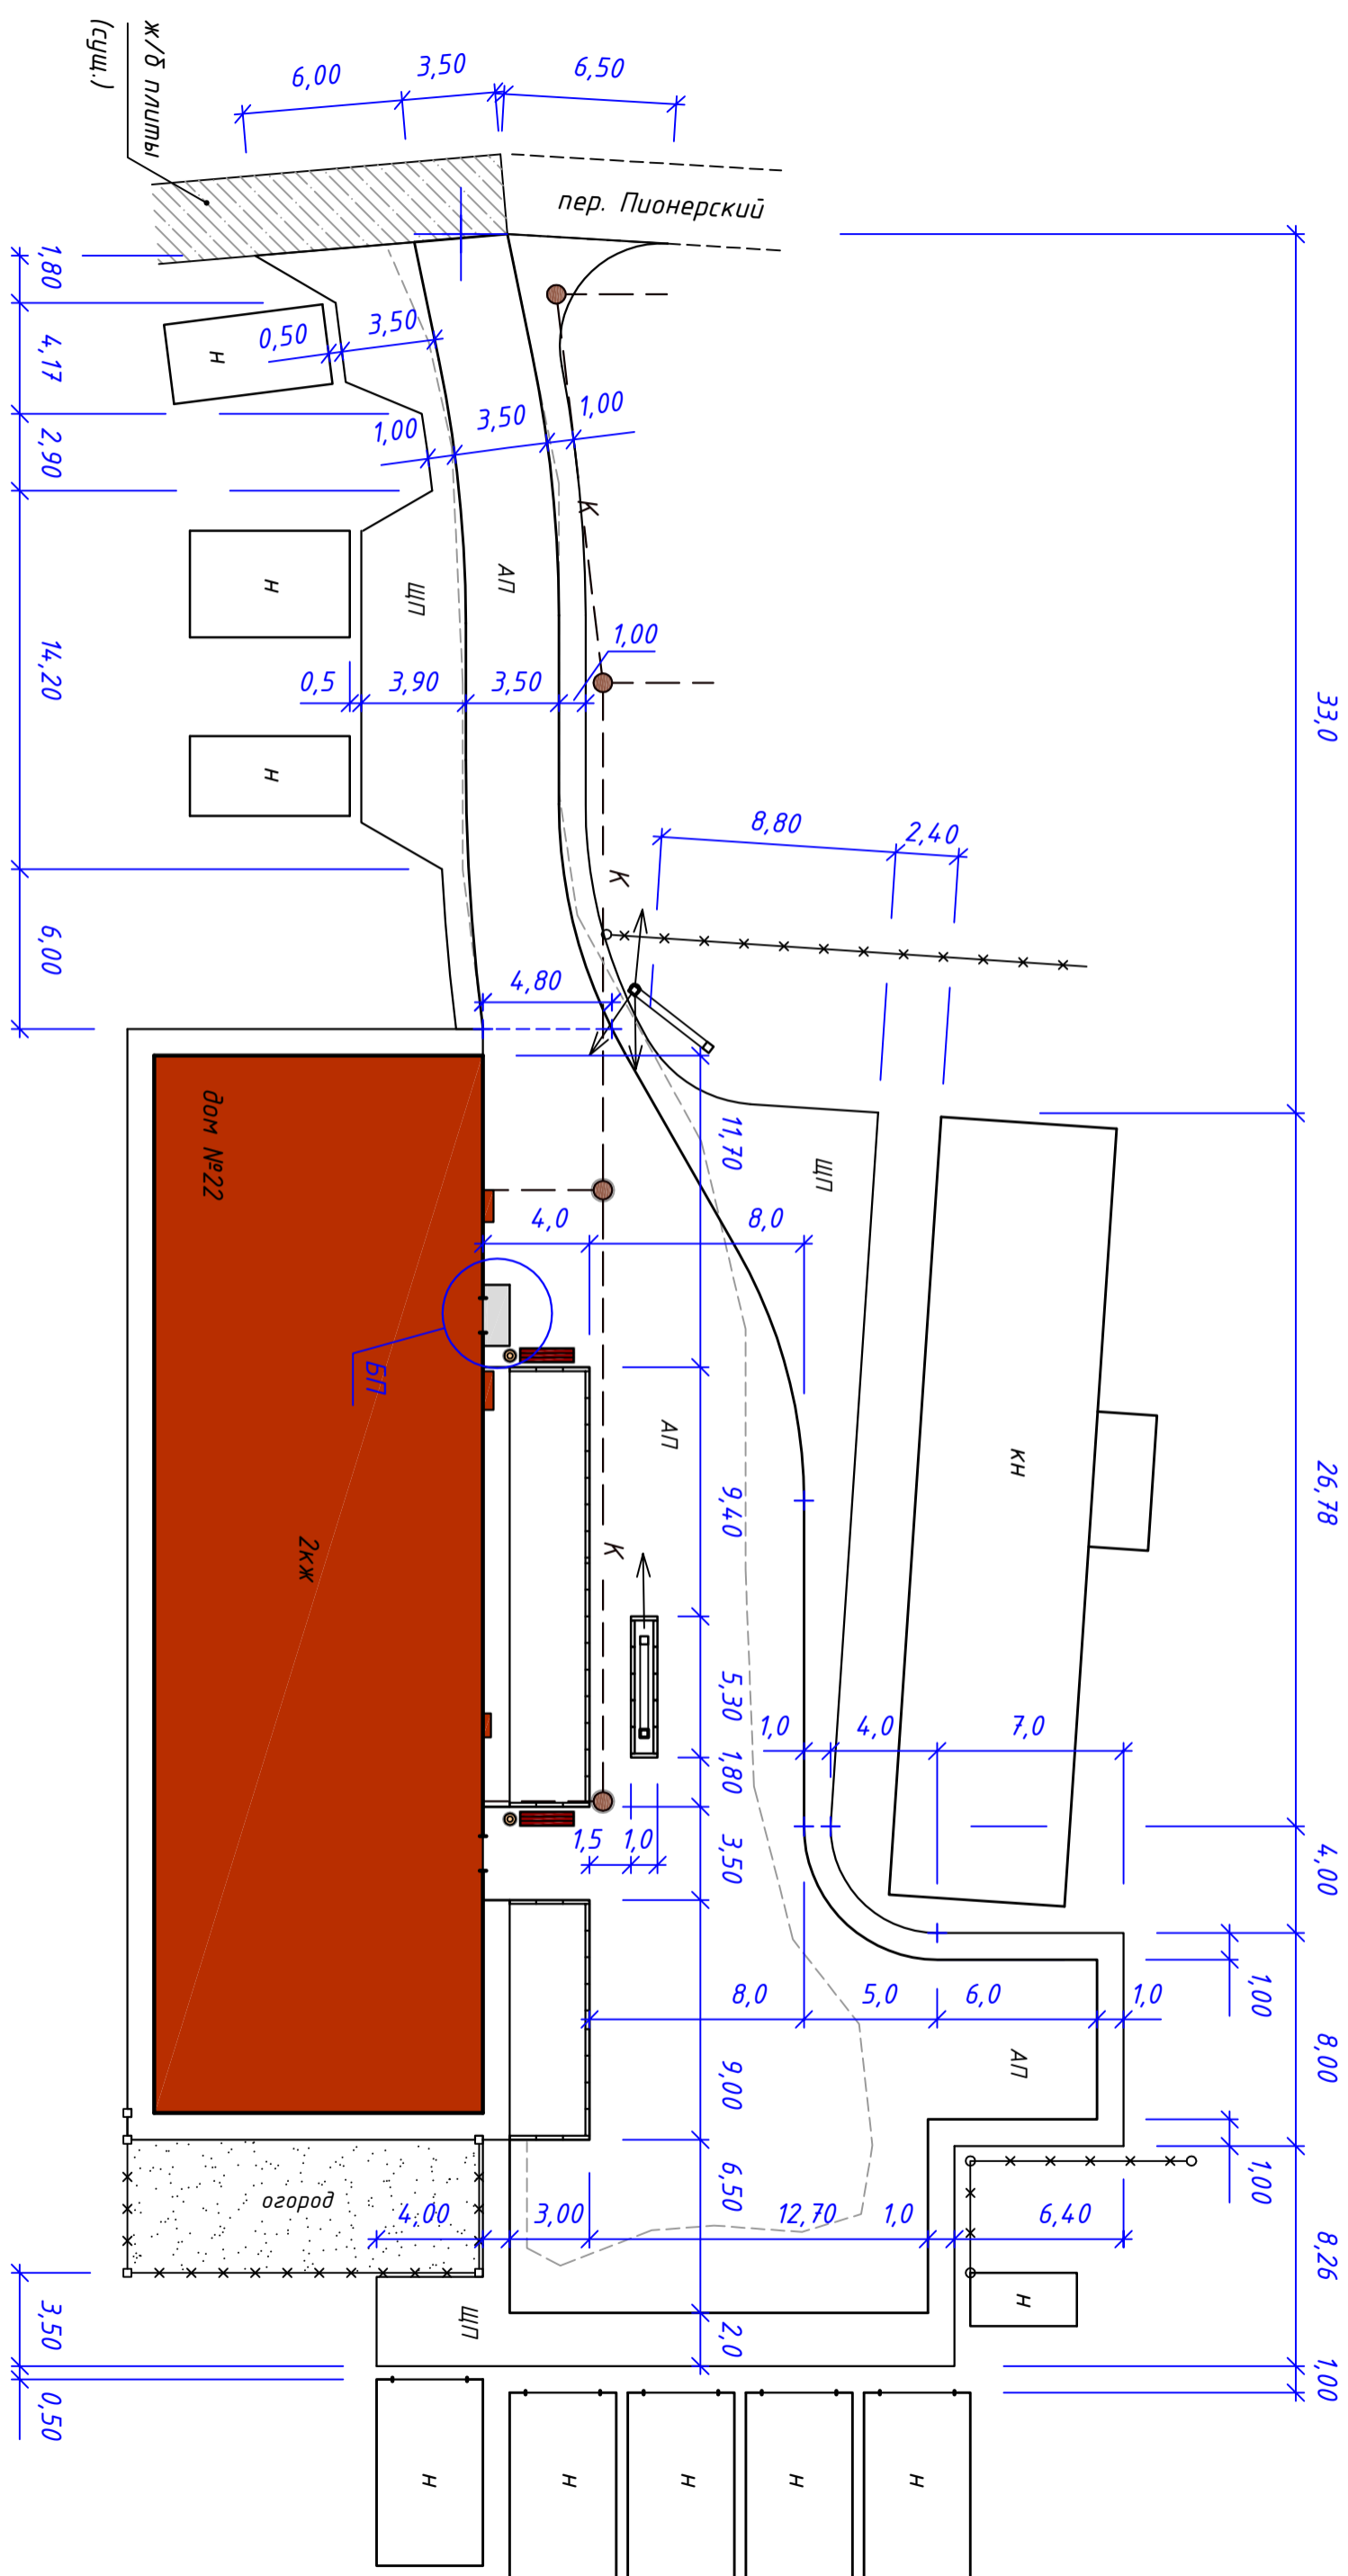 ж/б плиты
(сущ.)
6,00
3,50
6,50
пер. Пионерский
1,80
4,17
2,90
14,20
6,00
33,0
н
0,50
3,50
1,00
3,50
1,00
К
АП
ЩП
н
1,00
0,5
3,90
3,50
н
8,80
2,40
К
4,80
дом №22
11,70
ЩП
4,0
8,0
БП
АП
9,40
кн
26,78
2кж
К
5,30
1,0
4,0
7,0
1,80
1,5
1,0
3,50
4,00
1,00
8,0
5,0
6,0
1,0
АП
9,00
8,00
1,00
6,50
огород
4,00
3,00
12,70
1,0
6,40
8,26
н
ЩП
2,0
3,50
1,00
0,50
н
н
н
н
н